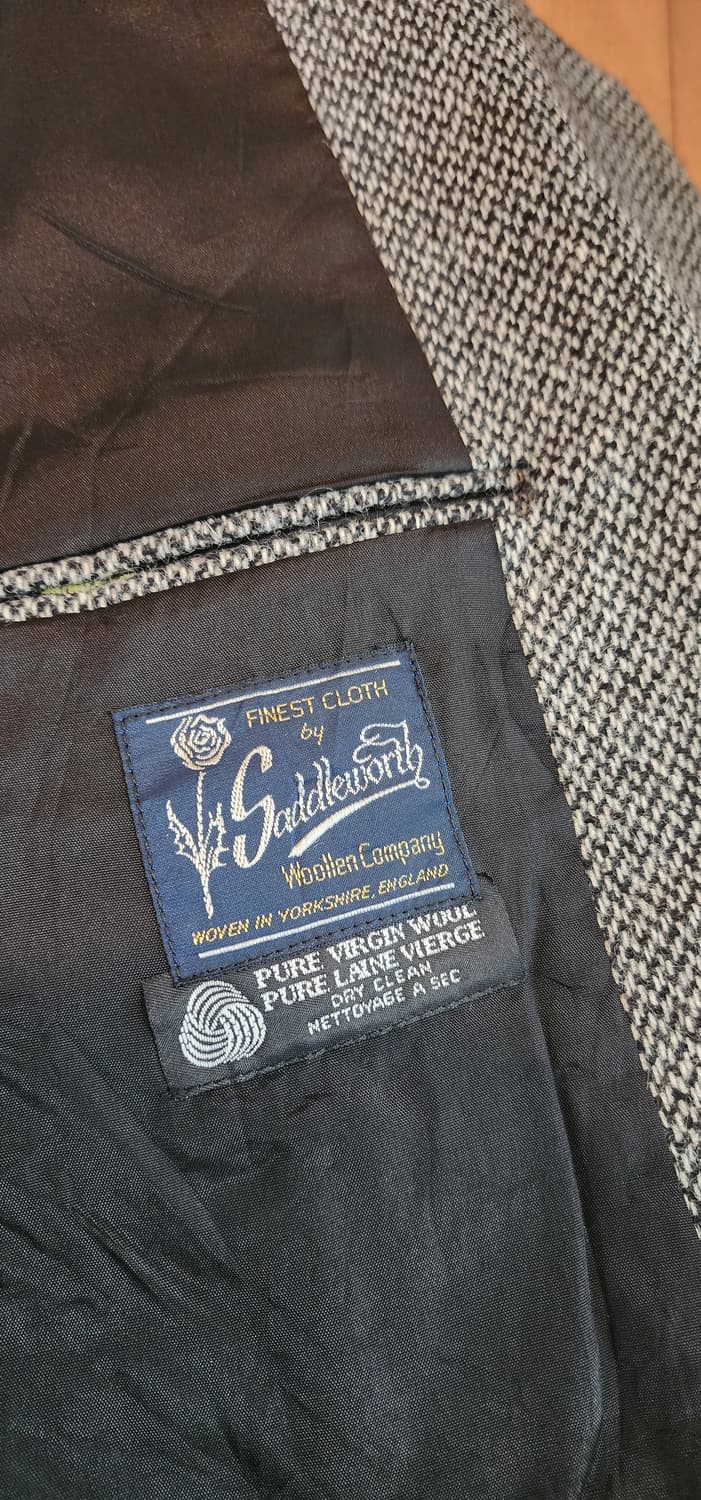 FINEST CLOTH
by
Saddleworth
Woollen Company
WOVEN IN YORKSHIRE, ENGLAND
PURE VIRGIN WOOL
PURE LAINE VIERGE
DRY CLEAN
NETTOYAGE A SEC